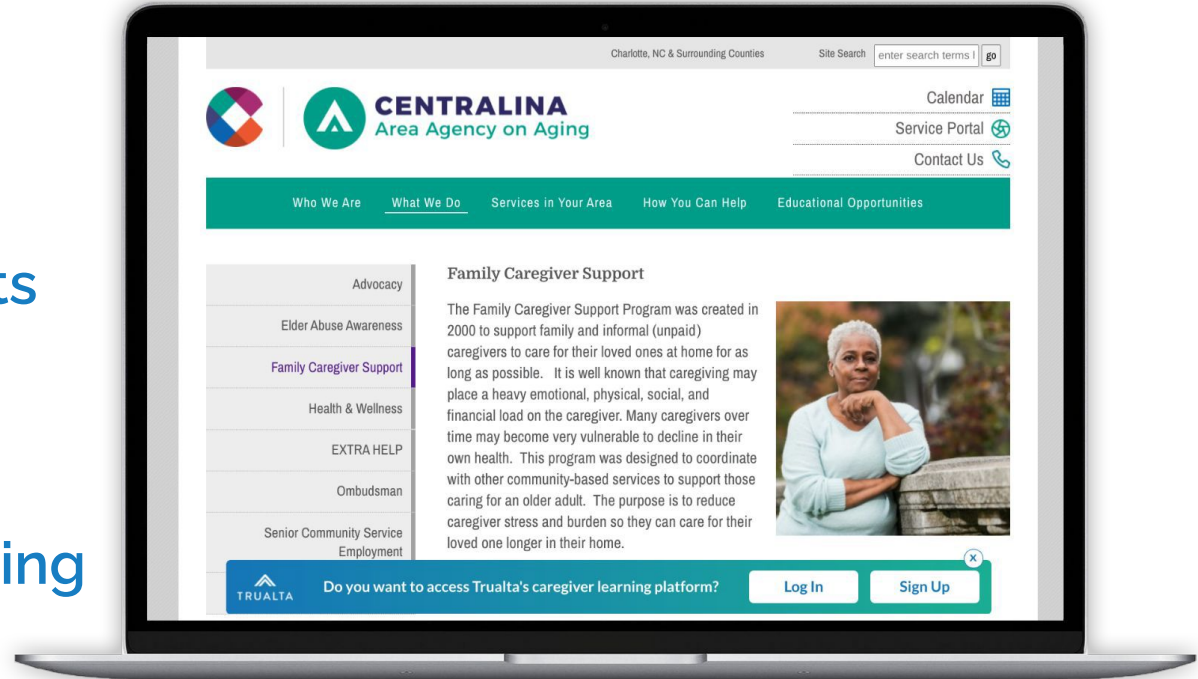 ts
ing
Charlotte, NC & Surrounding Counties
Site Search
enter search terms
go
CENTRALINA
Area Agency on Aging
Calendar
Service Portal
Contact Us
Who We Are
What We Do
Services in Your Area
How You Can Help
Educational Opportunities
Advocacy
Elder Abuse Awareness
Family Caregiver Support
Health & Wellness
EXTRA HELP
Ombudsman
Senior Community Service
Employment
Family Caregiver Support
The Family Caregiver Support Program was created in
2000 to support family and informal (unpaid)
caregivers to care for their loved ones at home for as
long as possible. It is well known that caregiving may
place a heavy emotional, physical, social, and
financial load on the caregiver. Many caregivers over
time may become very vulnerable to decline in their
own health. This program was designed to coordinate
with other community-based services to support those
caring for an older adult. The purpose is to reduce
caregiver stress and burden so they can care for their
loved one longer in their home.
TRUALTA
Do you want to access Trualta's caregiver learning platform?
Log In
Sign Up
x